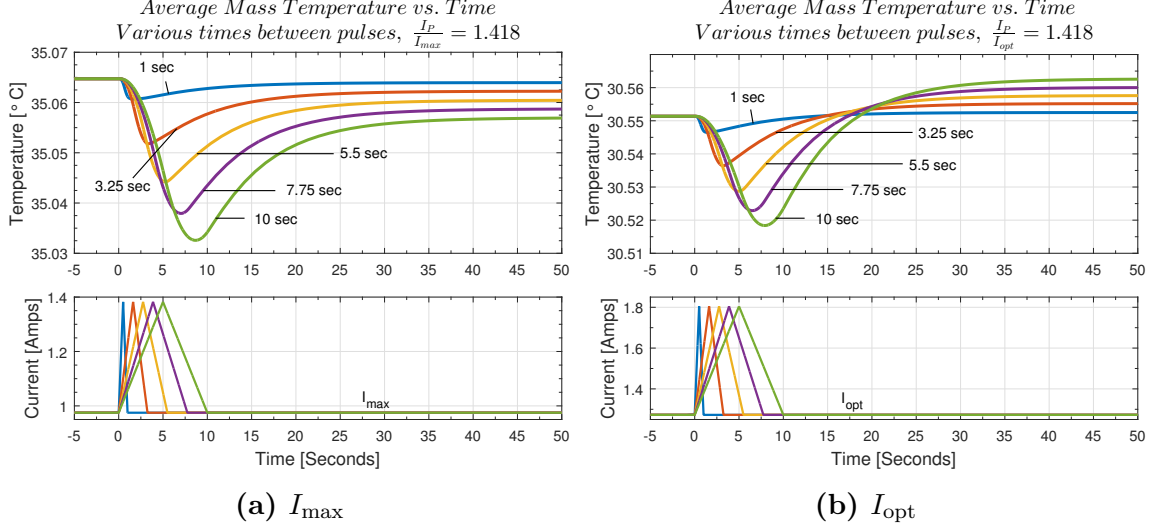 Average Mass Temperature vs. Time
Various times between pulses, I_P/I_max = 1.418
35.07
35.06
35.05
35.04
35.03
Temperature [° C]
1 sec
3.25 sec
5.5 sec
7.75 sec
10 sec
-5 0 5 10 15 20 25 30 35 40 45 50
1.4
1.2
1
Current [Amps]
I_max
-5 0 5 10 15 20 25 30 35 40 45 50
Time [Seconds]
(a) I_max
Average Mass Temperature vs. Time
Various times between pulses, I_P/I_opt = 1.418
30.56
30.55
30.54
30.53
30.52
30.51
Temperature [° C]
1 sec
3.25 sec
5.5 sec
7.75 sec
10 sec
-5 0 5 10 15 20 25 30 35 40 45 50
1.8
1.6
1.4
Current [Amps]
I_opt
-5 0 5 10 15 20 25 30 35 40 45 50
Time [Seconds]
(b) I_opt